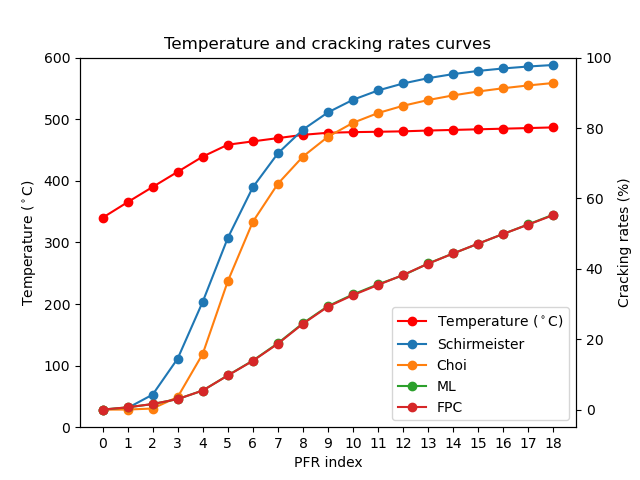 Temperature and cracking rates curves
600
500
400
300
200
100
0
Temperature (°C)
100
80
60
40
20
0
Cracking rates (%)
Temperature (°C)
Schirmeister
Choi
ML
FPC
0 1 2 3 4 5 6 7 8 9 10 11 12 13 14 15 16 17 18
PFR index